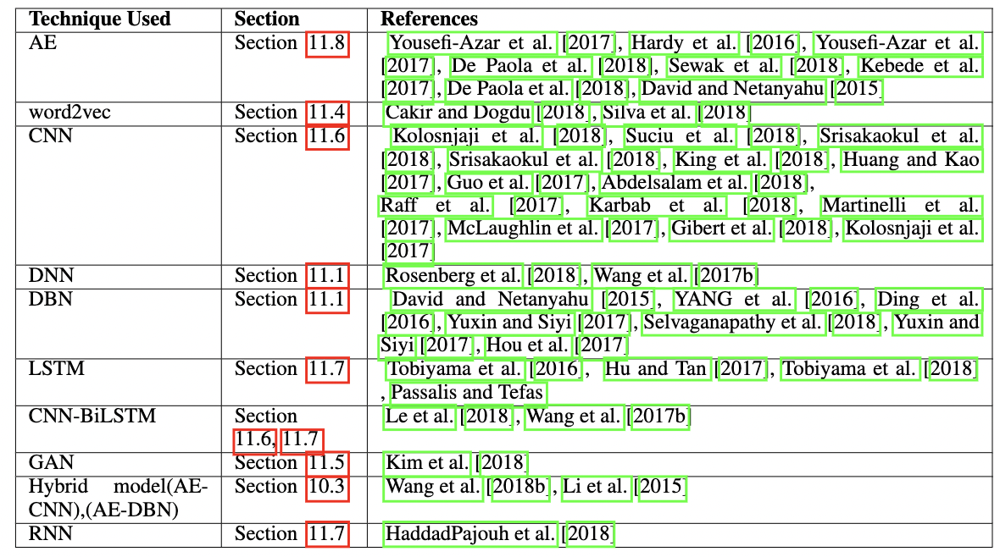 Technique Used Section References
AE Section 11.8 Yousefi-Azar et al. [2017], Hardy et al. [2016], Yousefi-Azar et al.
[2017], De Paola et al. [2018], Sewak et al. [2018], Kebede et al.
[2017], De Paola et al. [2018], David and Netanyahu [2015]
word2vec Section 11.4 Cakir and Dogdu [2018], Silva et al. [2018]
CNN Section 11.6 Kolosnjaji et al. [2018], Suciu et al. [2018], Srisakaokul et al.
[2018], Srisakaokul et al. [2018], King et al. [2018], Huang and Kao
[2017], Guo et al. [2017], Abdelsalam et al. [2018],
Raff et al. [2017], Karbab et al. [2018], Martinelli et al.
[2017], McLaughlin et al. [2017], Gibert et al. [2018], Kolosnjaji et al.
[2017]
DNN Section 11.1 Rosenberg et al. [2018], Wang et al. [2017b]
DBN Section 11.1 David and Netanyahu [2015], YANG et al. [2016], Ding et al.
[2016], Yuxin and Siyi [2017], Selvaganapathy et al. [2018], Yuxin and
Siyi [2017], Hou et al. [2017]
LSTM Section 11.7 Tobiyama et al. [2016], Hu and Tan [2017], Tobiyama et al. [2018]
, Passalis and Tefas
CNN-BiLSTM Section Le et al. [2018], Wang et al. [2017b]
11.6, 11.7
GAN Section 11.5 Kim et al. [2018]
Hybrid model(AE- Section 10.3 Wang et al. [2018b], Li et al. [2015]
CNN),(AE-DBN)
RNN Section 11.7 HaddadPajouh et al. [2018]